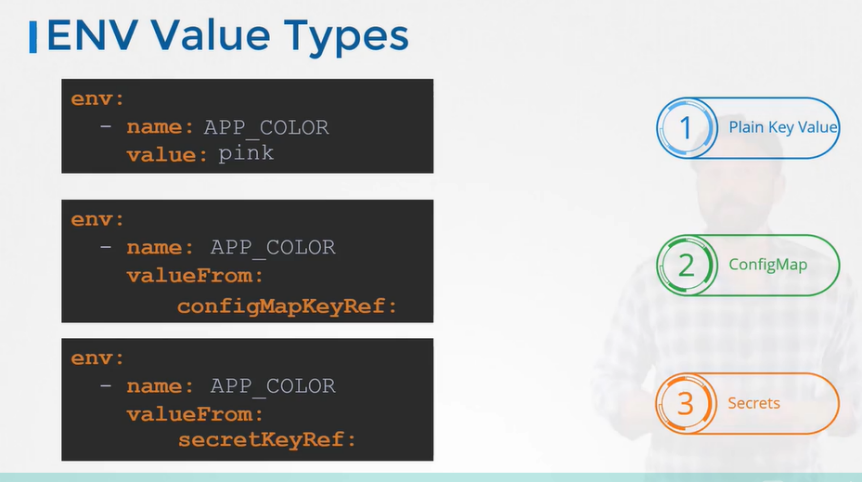 ENV Value Types
env:
- name: APP_COLOR
value: pink
1 Plain Key Value
env:
- name: APP_COLOR
valueFrom:
configMapKeyRef:
2 ConfigMap
env:
- name: APP_COLOR
valueFrom:
secretKeyRef:
3 Secrets